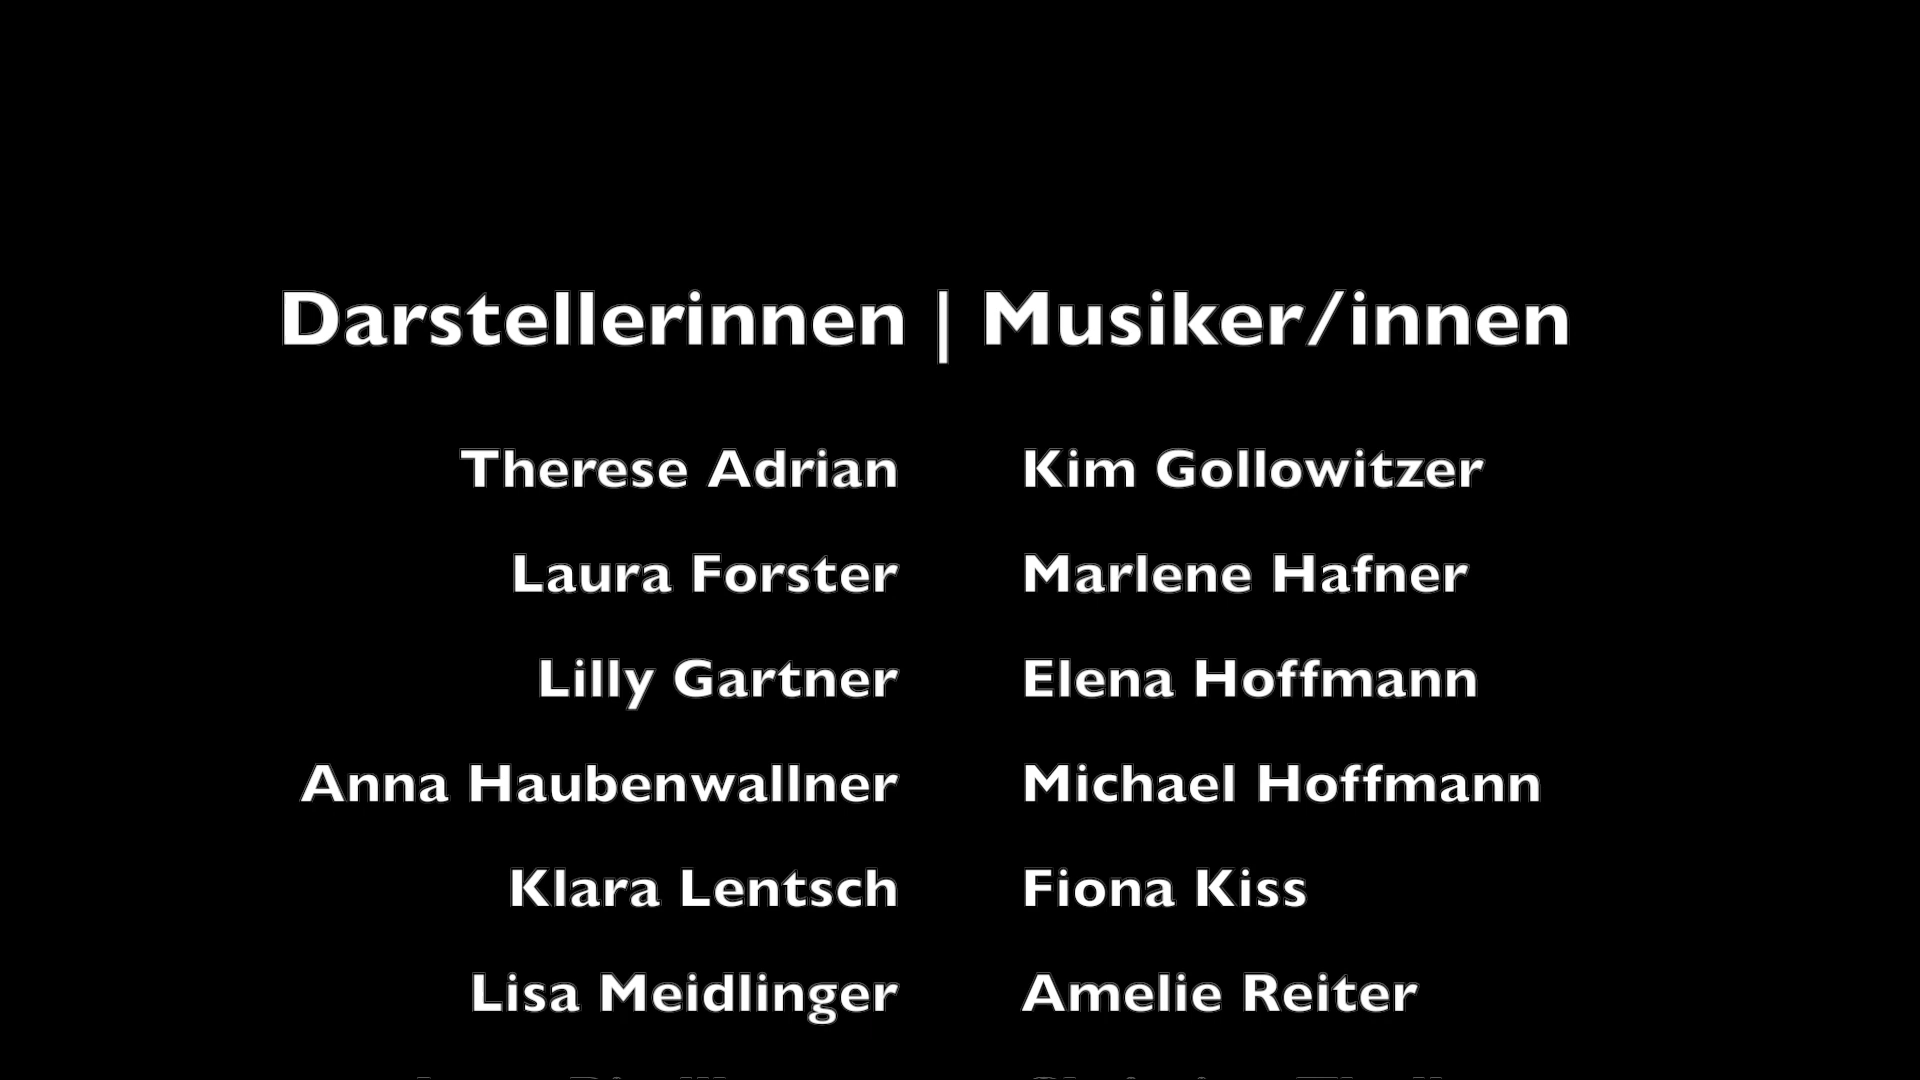 Darstellerinnen | Musiker/innen
Therese Adrian Kim Gollowitzer
Laura Forster Marlene Hafner
Lilly Gartner Elena Hoffmann
Anna Haubenwallner Michael Hoffmann
Klara Lentsch Fiona Kiss
Lisa Meidlinger Amelie Reiter